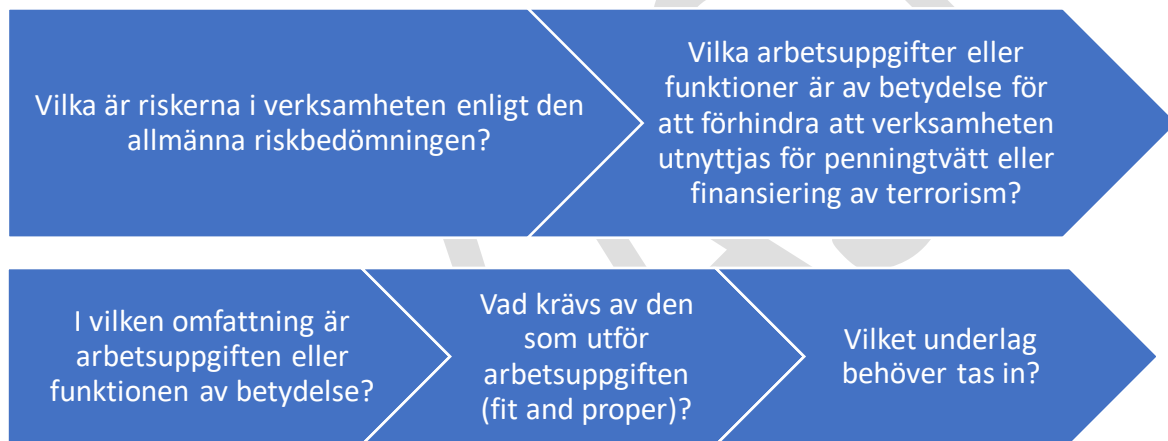 Vilka är riskerna i verksamheten enligt den
allmänna riskbedömningen?
Vilka arbetsuppgifter eller
funktioner är av betydelse för
att förhindra att verksamheten
utnyttjas för penningtvätt eller
finansiering av terrorism?
I vilken omfattning är
arbetsuppgiften eller
funktionen av betydelse?
Vad krävs av den
som utför
arbetsuppgiften
(fit and proper)?
Vilket underlag
behöver tas in?